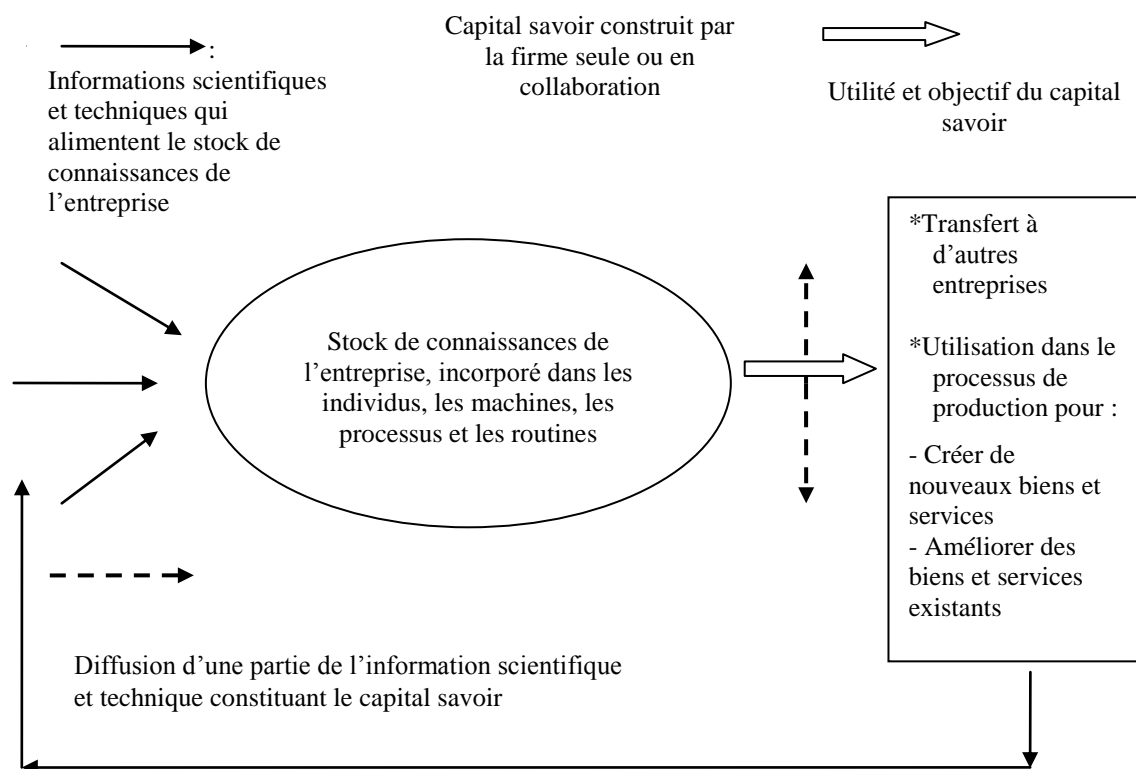 :
Informations scientifiques
et techniques qui
alimentent le stock de
connaissances de
l’entreprise
Capital savoir construit par
la firme seule ou en
collaboration
Utilité et objectif du capital
savoir
Stock de connaissances de
l’entreprise, incorporé dans les
individus, les machines, les
processus et les routines
*Transfert à
d’autres
entreprises
*Utilisation dans le
processus de
production pour :
- Créer de
nouveaux biens et
services
- Améliorer des
biens et services
existants
Diffusion d’une partie de l’information scientifique
et technique constituant le capital savoir